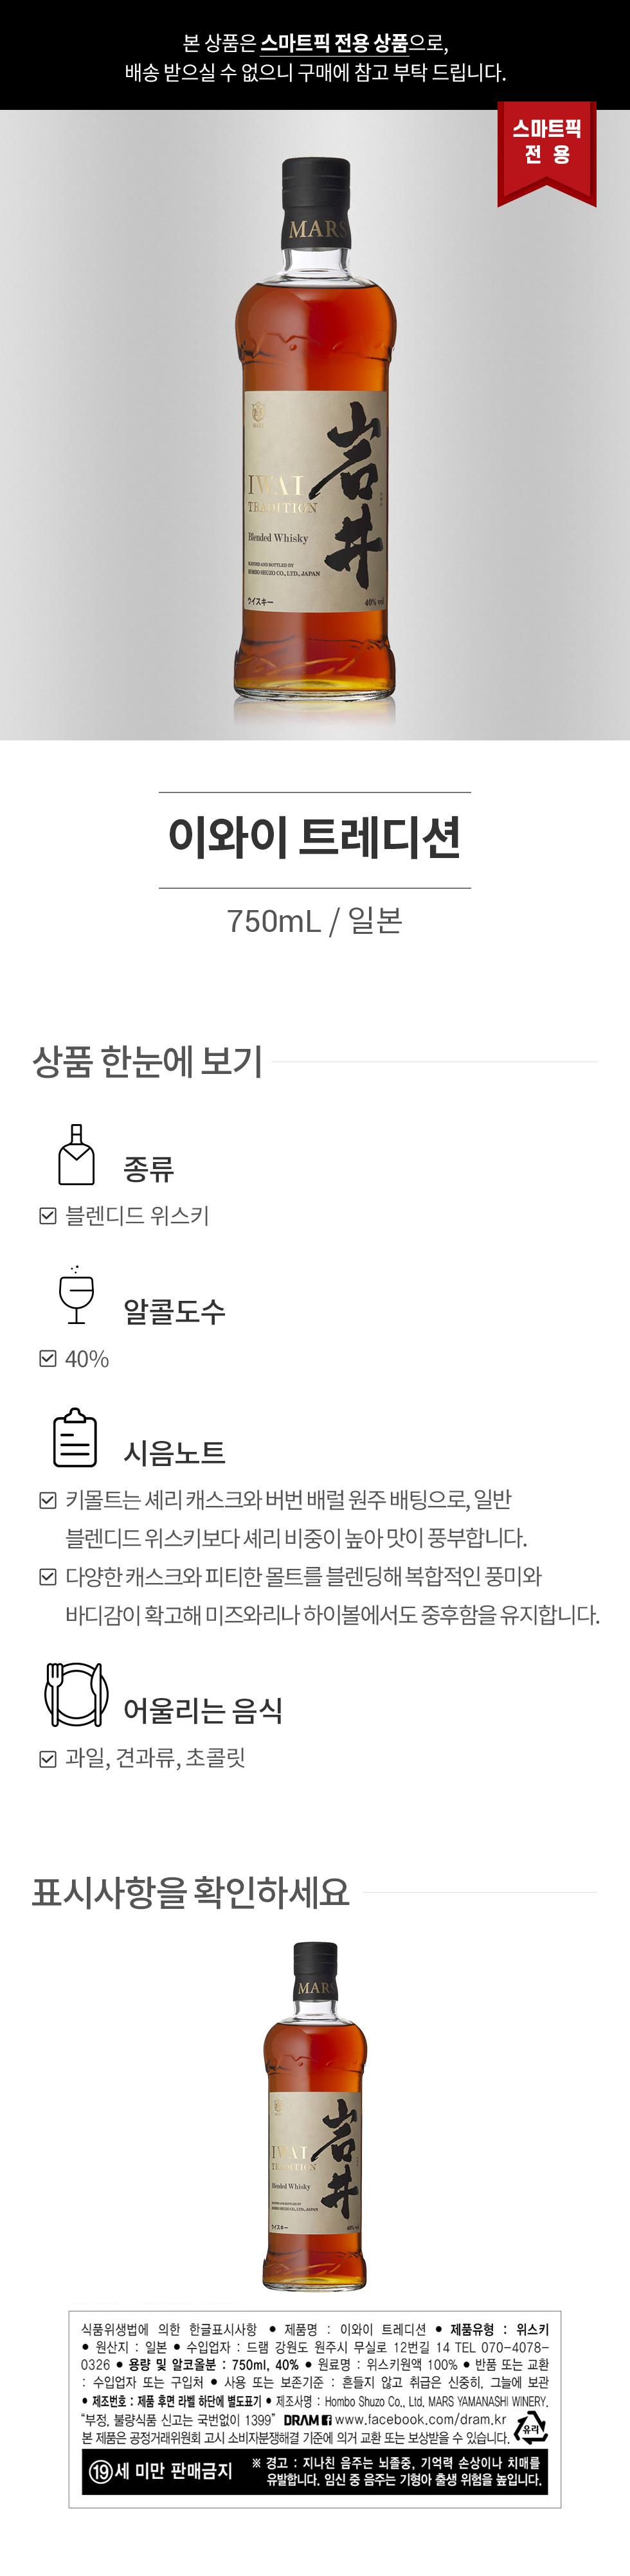 본 상품은 스마트픽 전용 상품으로,
배송 받으실 수 없으니 구매에 참고 부탁 드립니다.
스마트픽
전 용
MARS
MARS
岩井
IWAI
TRADITION
Blended Whisky
BLENDED AND BOTTLED BY
HOMBO SHUZO CO., LTD., JAPAN
ウイスキー
40% vol
이와이 트레디션
750mL / 일본
상품 한눈에 보기
종류
블렌디드 위스키
알콜도수
40%
시음노트
키몰트는 셰리 캐스크와 버번 배럴 원주 배팅으로, 일반
블렌디드 위스키보다 셰리 비중이 높아 맛이 풍부합니다.
다양한 캐스크와 피티한 몰트를 블렌딩해 복합적인 풍미와
바디감이 확고해 미즈와리나 하이볼에서도 중후함을 유지합니다.
어울리는 음식
과일, 견과류, 초콜릿
표시사항을 확인하세요
MARS
岩井
IWAI
TRADITION
Blended Whisky
BLENDED AND BOTTLED BY
HOMBO SHUZO CO., LTD., JAPAN
ウイスキー
40% vol
식품위생법에 의한 한글표시사항 • 제품명 : 이와이 트레디션 • 제품유형 : 위스키
• 원산지 : 일본 • 수입업자 : 드램 강원도 원주시 무실로 12번길 14 TEL 070-4078-
0326 • 용량 및 알코올분 : 750ml, 40% • 원료명 : 위스키원액 100% • 반품 또는 교환
: 수입업자 또는 구입처 • 사용 또는 보존기준 : 흔들지 않고 취급은 신중히, 그늘에 보관
• 제조번호 : 제품 후면 라벨 하단에 별도표기 • 제조사명 : Hombo Shuzo Co., Ltd, MARS YAMANASHI WINERY.
“부정, 불량식품 신고는 국번없이 1399” DRAM www.facebook.com/dram.kr
본 제품은 공정거래위원회 고시 소비자분쟁해결 기준에 의거 교환 또는 보상받을 수 있습니다.
유리
19세 미만 판매금지
※ 경고 : 지나친 음주는 뇌졸중, 기억력 손상이나 치매를
유발합니다. 임신 중 음주는 기형아 출생 위험을 높입니다.